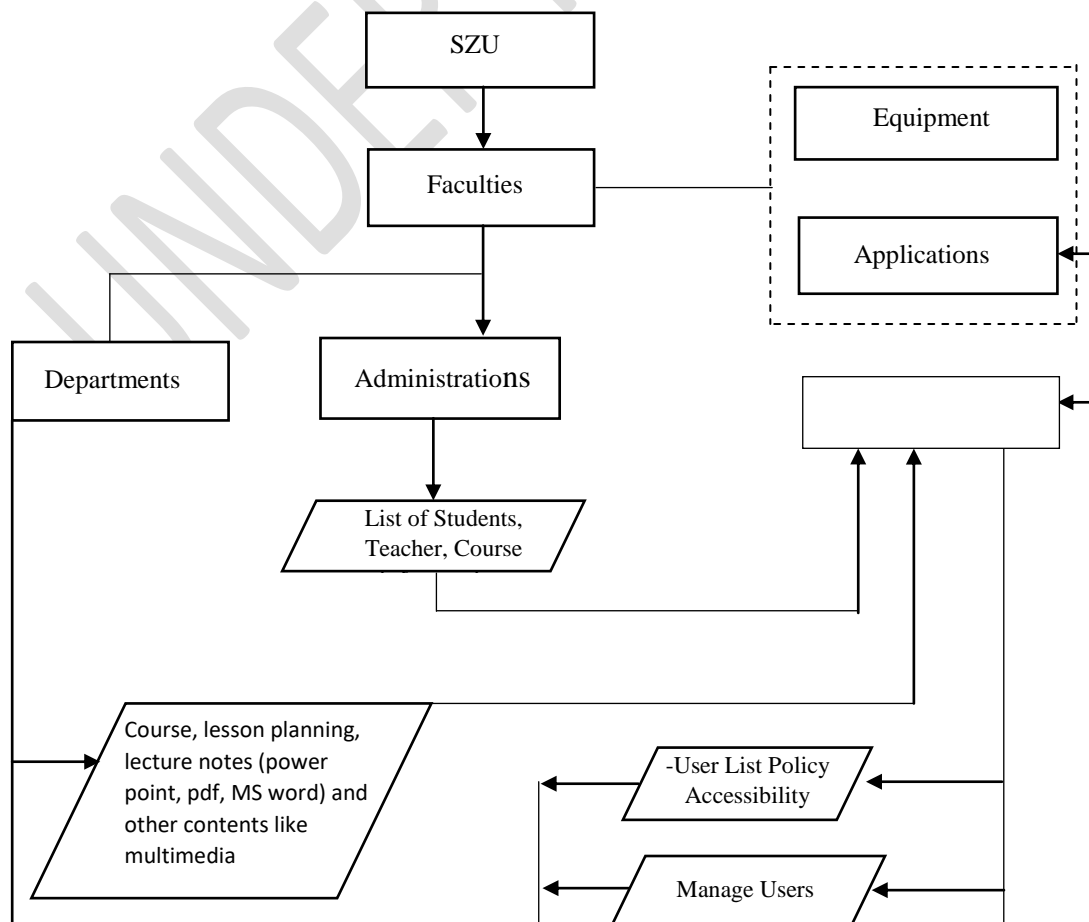 SZU
Equipment
Faculties
Applications
Departments
Administrations
List of Students,
Teacher, Course
Course, lesson planning,
lecture notes (power
point, pdf, MS word) and
other contents like
multimedia
-User List Policy
Accessibility
Manage Users